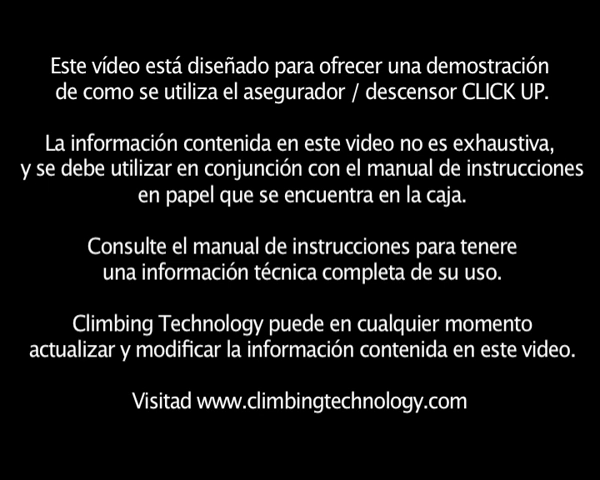 Este vídeo está diseñado para ofrecer una demostración
de como se utiliza el asegurador / descensor CLICK UP.
La información contenida en este video no es exhaustiva,
y se debe utilizar en conjunción con el manual de instrucciones
en papel que se encuentra en la caja.
Consulte el manual de instrucciones para tenere
una información técnica completa de su uso.
Climbing Technology puede en cualquier momento
actualizar y modificar la información contenida en este video.
Visitad www.climbingtechnology.com